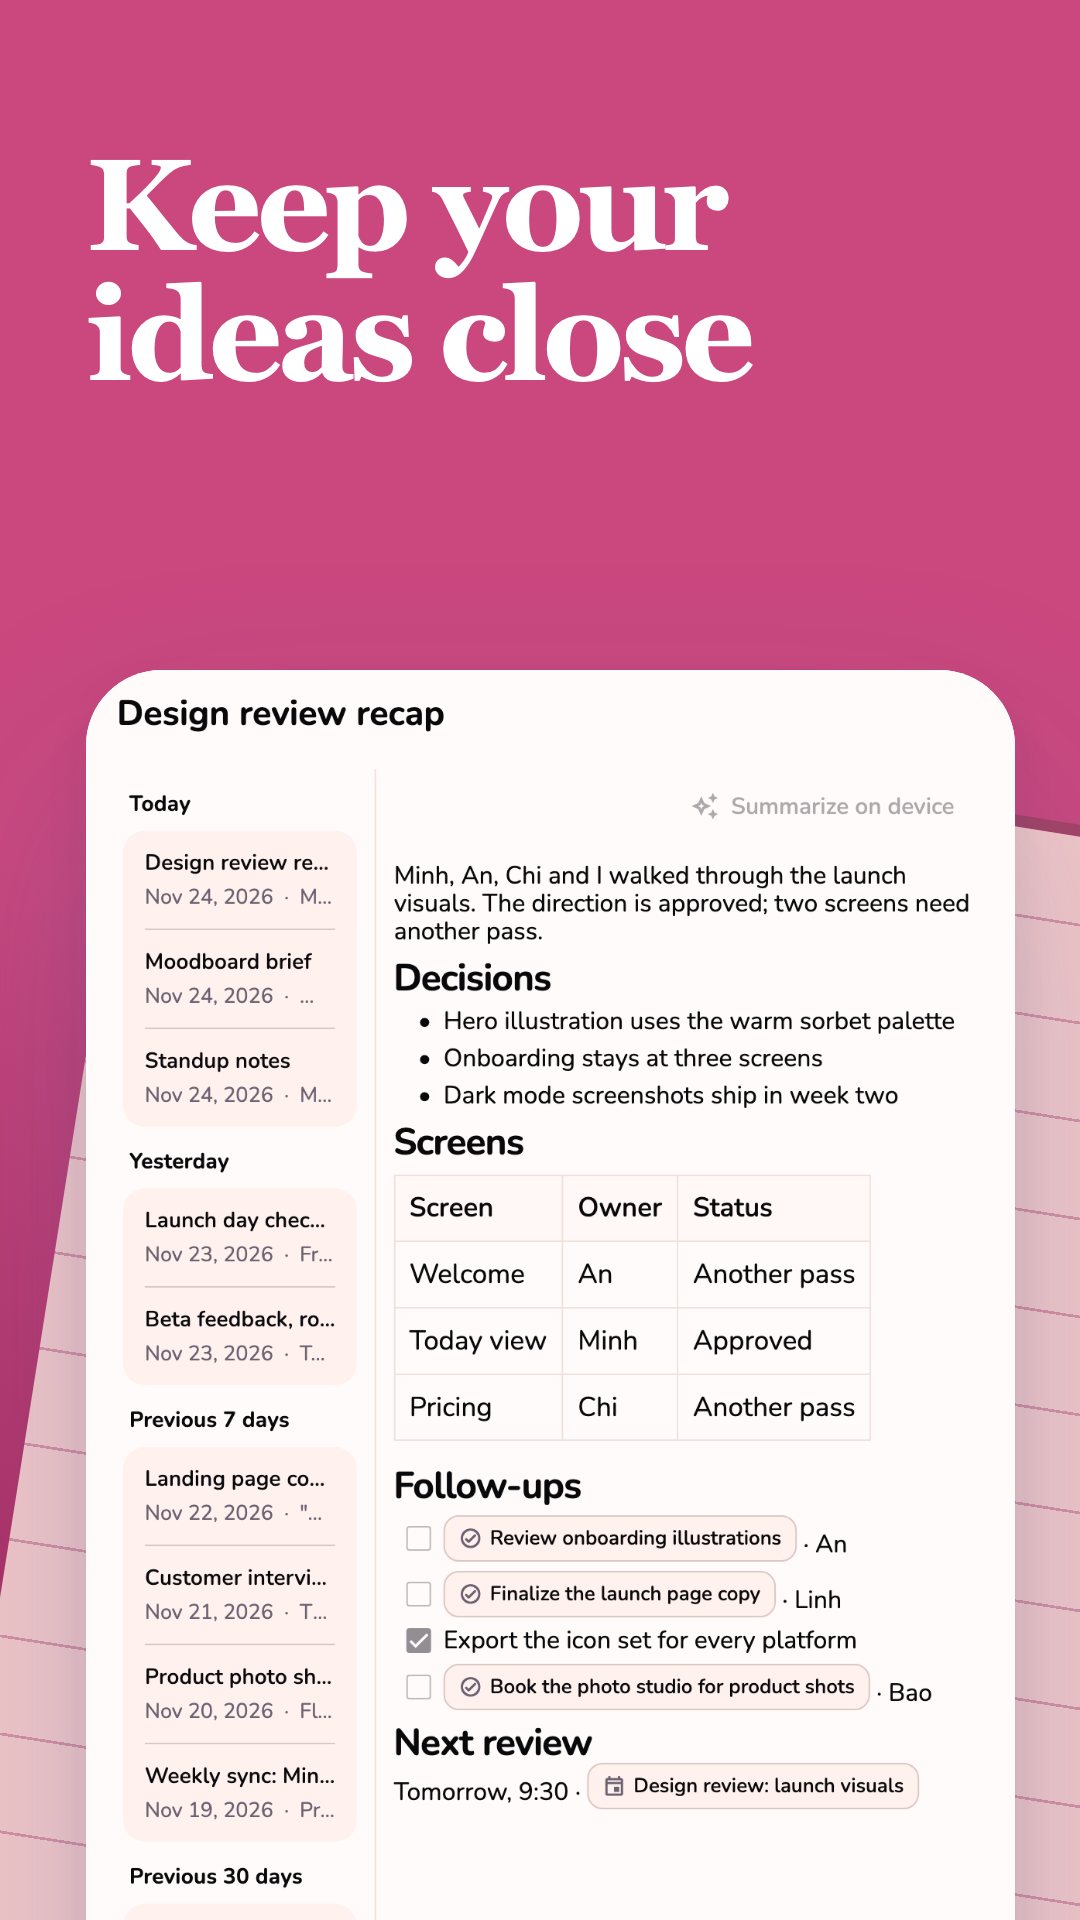 Keep your
ideas close
Design review recap
Today
Design review re...
Nov 24, 2026 · M...
Moodboard brief
Nov 24, 2026 · ...
Standup notes
Nov 24, 2026 · M...
Yesterday
Launch day chec...
Nov 23, 2026 · Fr...
Beta feedback, ro...
Nov 23, 2026 · T...
Previous 7 days
Landing page co...
Nov 22, 2026 · "...
Customer intervi...
Nov 21, 2026 · T...
Product photo sh...
Nov 20, 2026 · Fl...
Weekly sync: Min...
Nov 19, 2026 · Pr...
Previous 30 days
Summarize on device
Minh, An, Chi and I walked through the launch
visuals. The direction is approved; two screens need
another pass.
Decisions
• Hero illustration uses the warm sorbet palette
• Onboarding stays at three screens
• Dark mode screenshots ship in week two
Screens
Screen Owner Status
Welcome An Another pass
Today view Minh Approved
Pricing Chi Another pass
Follow-ups
Review onboarding illustrations · An
Finalize the launch page copy · Linh
Export the icon set for every platform
Book the photo studio for product shots · Bao
Next review
Tomorrow, 9:30 · Design review: launch visuals